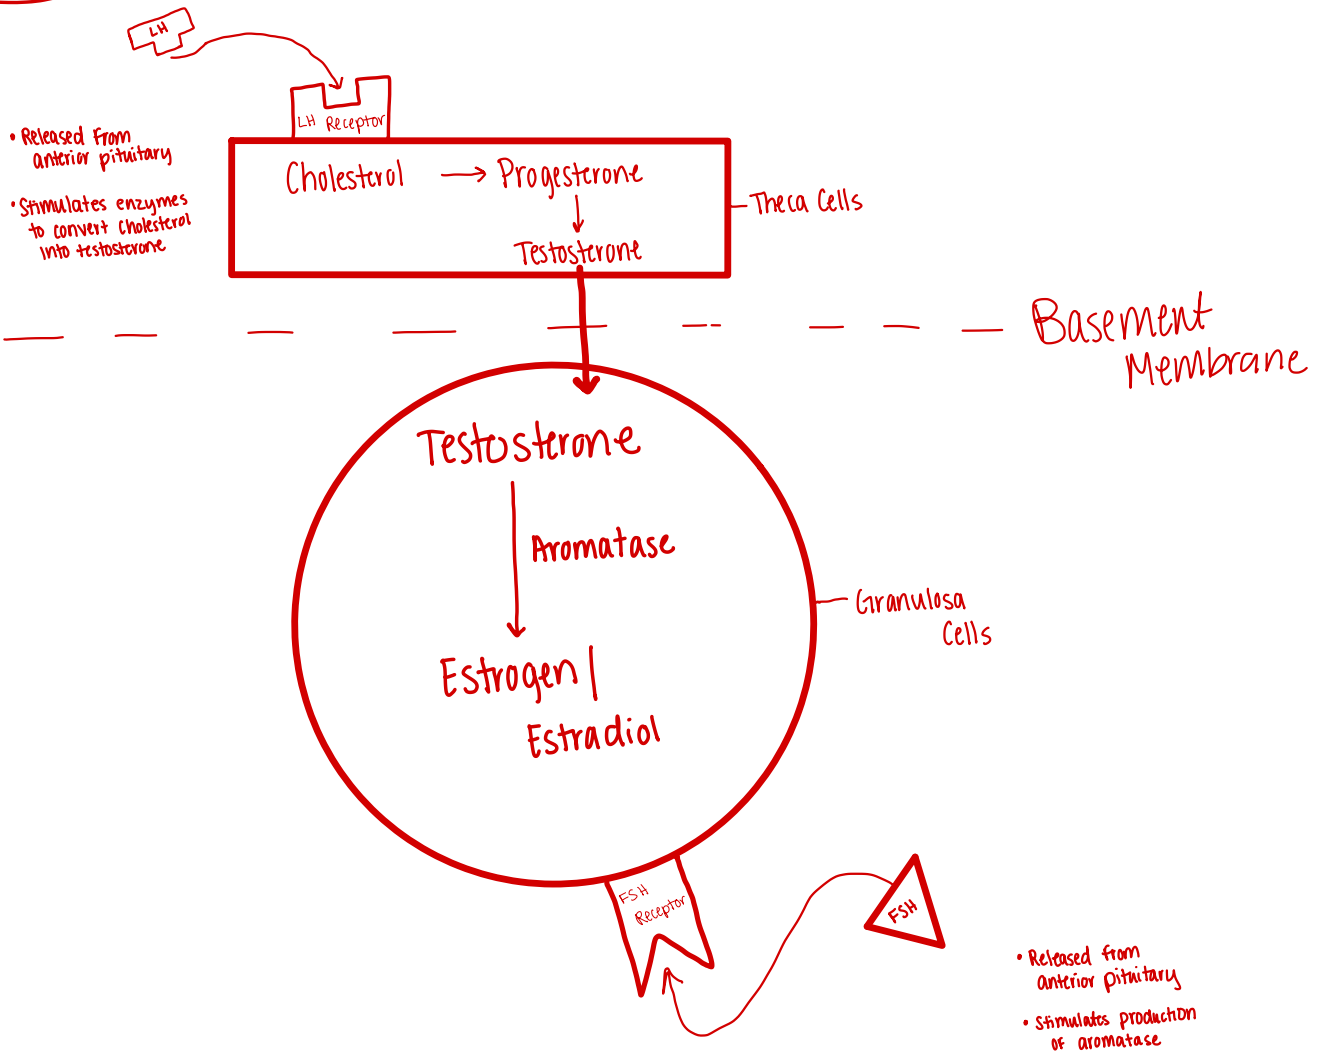 LH
LH Receptor
• Released from
anterior pituitary
• Stimulates enzymes
to convert cholesterol
into testosterone
Cholesterol → Progesterone
↓
Testosterone
Theca Cells
Basement
Membrane
Testosterone
Aromatase
Estrogen/
Estradiol
Granulosa
Cells
FSH
Receptor
FSH
• Released from
anterior pituitary
• Stimulates production
of aromatase